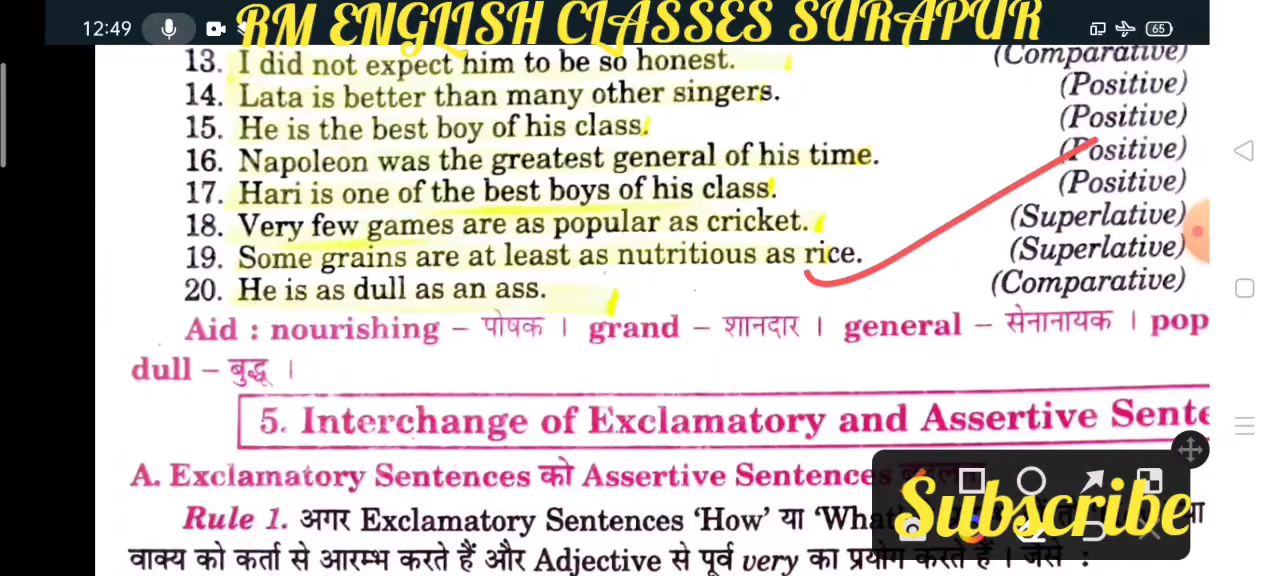 12:49 RM ENGLISH CLASSES SURAPUR 65
13. I did not expect him to be so honest. (Comparative)
14. Lata is better than many other singers. (Positive)
15. He is the best boy of his class. (Positive)
16. Napoleon was the greatest general of his time. (Positive)
17. Hari is one of the best boys of his class. (Positive)
18. Very few games are as popular as cricket. (Superlative)
19. Some grains are at least as nutritious as rice. (Superlative)
20. He is as dull as an ass. (Comparative)
Aid : nourishing – पोषक । grand – शानदार । general – सेनानायक । pop
dull – बुद्धू ।
5. Interchange of Exclamatory and Assertive Sente
A. Exclamatory Sentences को Assertive Sentences
Subscribe
Rule 1. अगर Exclamatory Sentences ‘How’ या ‘What’
वाक्य को कर्ता से आरम्भ करते हैं और Adjective से पूर्व very का प्रयोग करते हैं । जैसे :